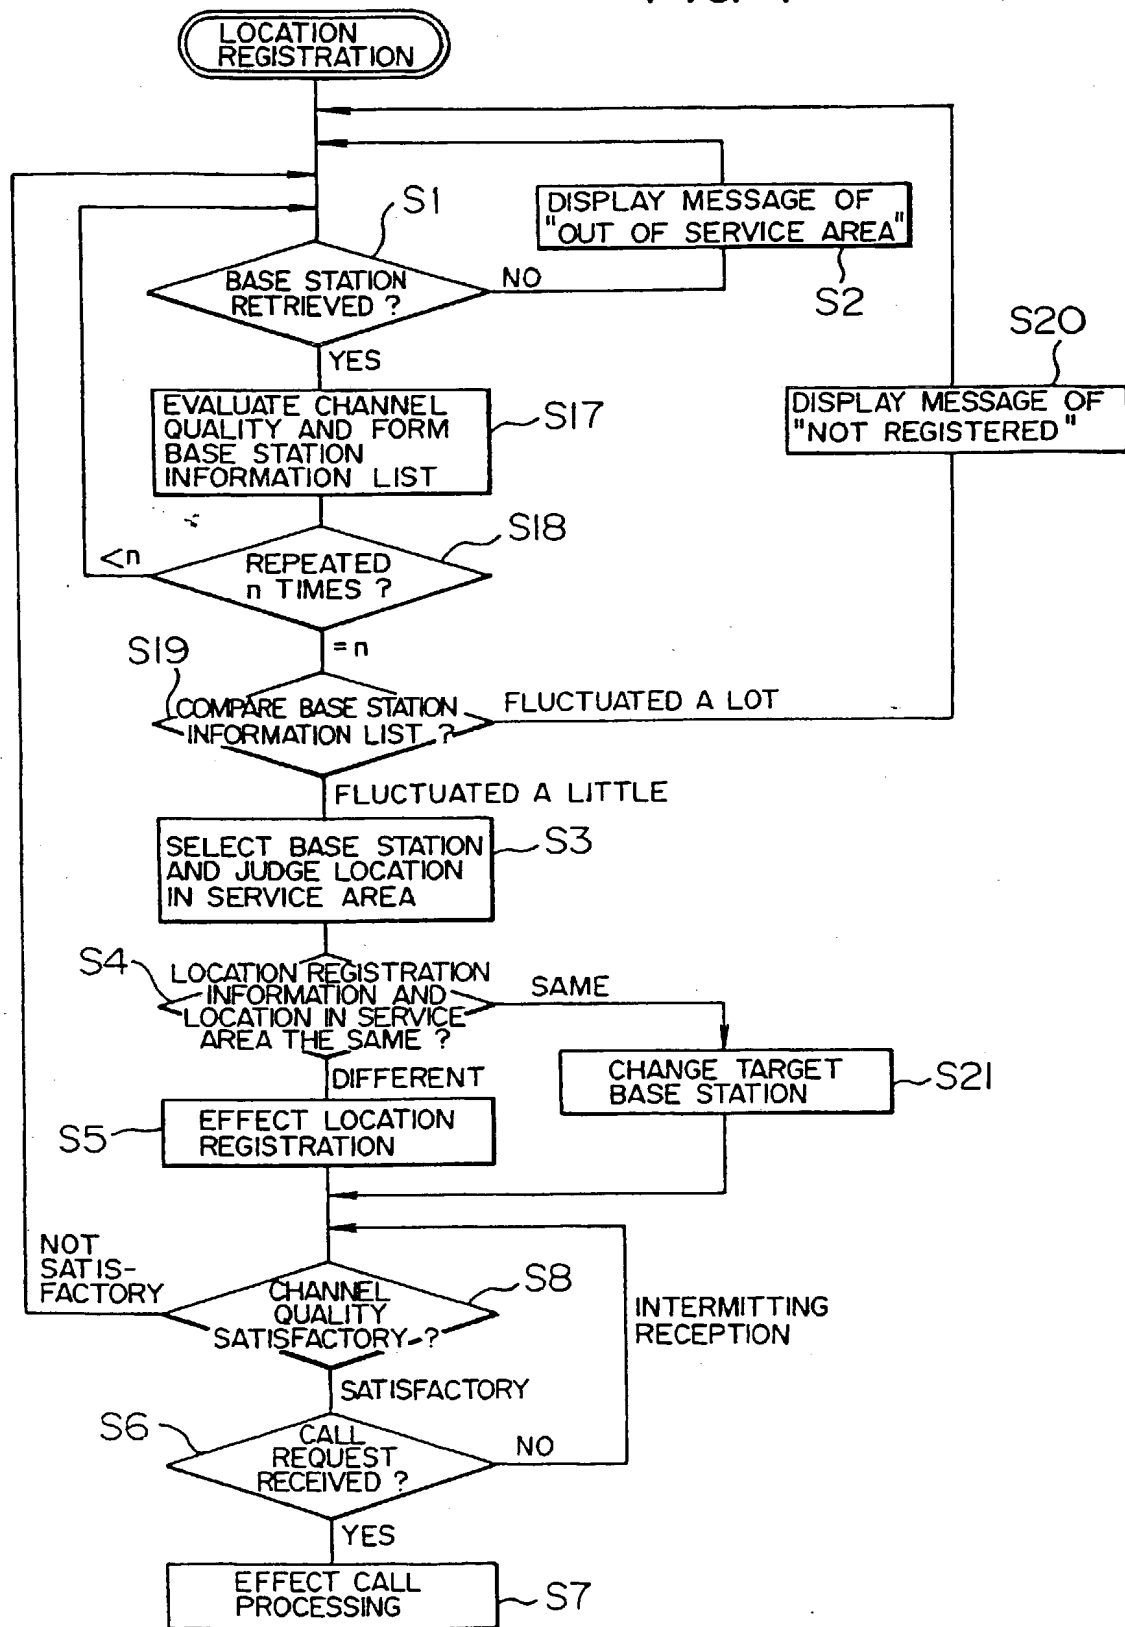 LOCATION
REGISTRATION
S1
DISPLAY MESSAGE OF
"OUT OF SERVICE AREA"
BASE STATION
RETRIEVED ?
NO
S2
S20
YES
EVALUATE CHANNEL
QUALITY AND FORM
BASE STATION
INFORMATION LIST
S17
DISPLAY MESSAGE OF
"NOT REGISTERED"
S18
<n
REPEATED
n TIMES ?
=n
S19
COMPARE BASE STATION
INFORMATION LIST ?
FLUCTUATED A LOT
FLUCTUATED A LITTLE
SELECT BASE STATION
AND JUDGE LOCATION
IN SERVICE AREA
S3
S4
LOCATION REGISTRATION
INFORMATION AND
LOCATION IN SERVICE
AREA THE SAME ?
SAME
DIFFERENT
CHANGE TARGET
BASE STATION
S21
S5
EFFECT LOCATION
REGISTRATION
NOT
SATIS-
FACTORY
CHANNEL
QUALITY
SATISFACTORY ?
S8
INTERMITTING
RECEPTION
SATISFACTORY
S6
CALL
REQUEST
RECEIVED ?
NO
YES
EFFECT CALL
PROCESSING
S7